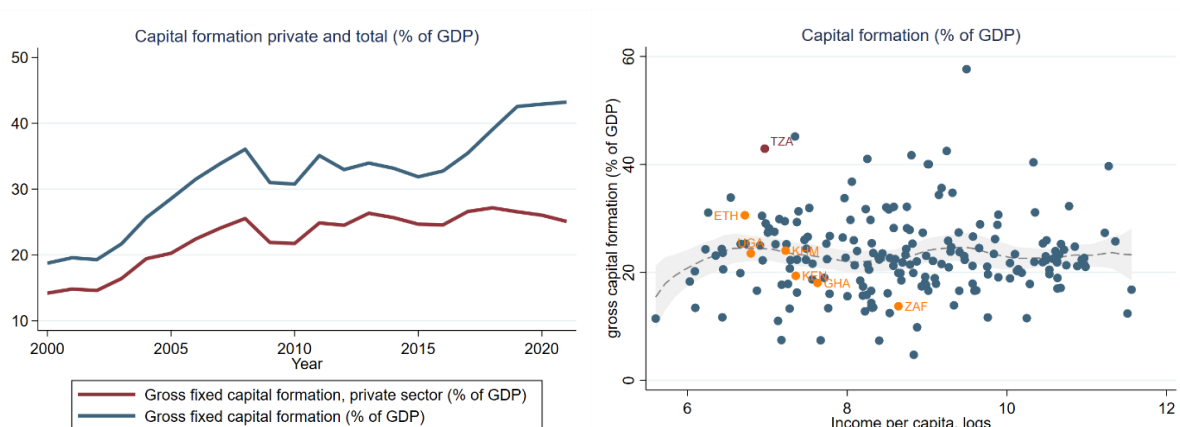 Capital formation private and total (% of GDP)
50
40
30
20
10
2000
2005
2010
2015
2020
Year
Gross fixed capital formation, private sector (% of GDP)
Gross fixed capital formation (% of GDP)
Capital formation (% of GDP)
gross capital formation (% of GDP)
60
40
20
0
TZA
ETH
UGA
KHM
KEN
GHA
ZAF
6
8
10
12
Income per capita, logs